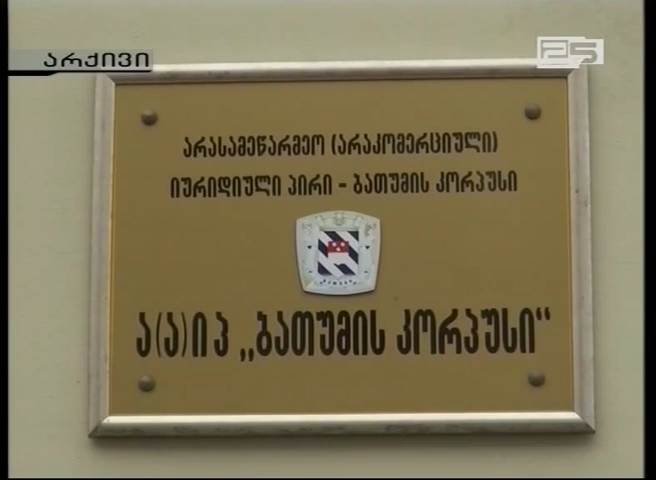 არქივი
25
არასამეწარმეო (არაკომერციული)
იურიდიული პირი - ბათუმის კორპუსი
ა(ა)იპ „ბათუმის კორპუსი“